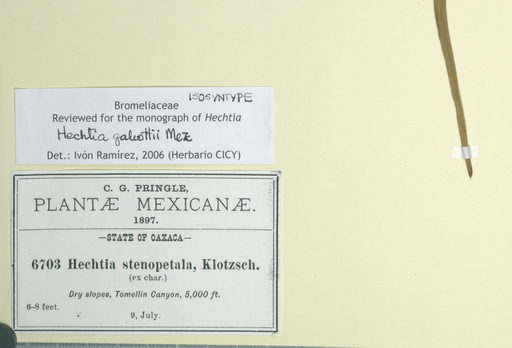 ISOSYNTYPE
Bromeliaceae
Reviewed for the monograph of Hechtia
Hechtia galeottii Mez
Det.: Ivón Ramírez, 2006 (Herbario CICY)
C. G. PRINGLE,
PLANTÆ MEXICANÆ.
1897.
—STATE OF OAXACA—
6703 Hechtia stenopetala, Klotzsch.
(ex char.)
Dry slopes, Tomellin Canyon, 5,000 ft.
6–8 feet.
9, July.